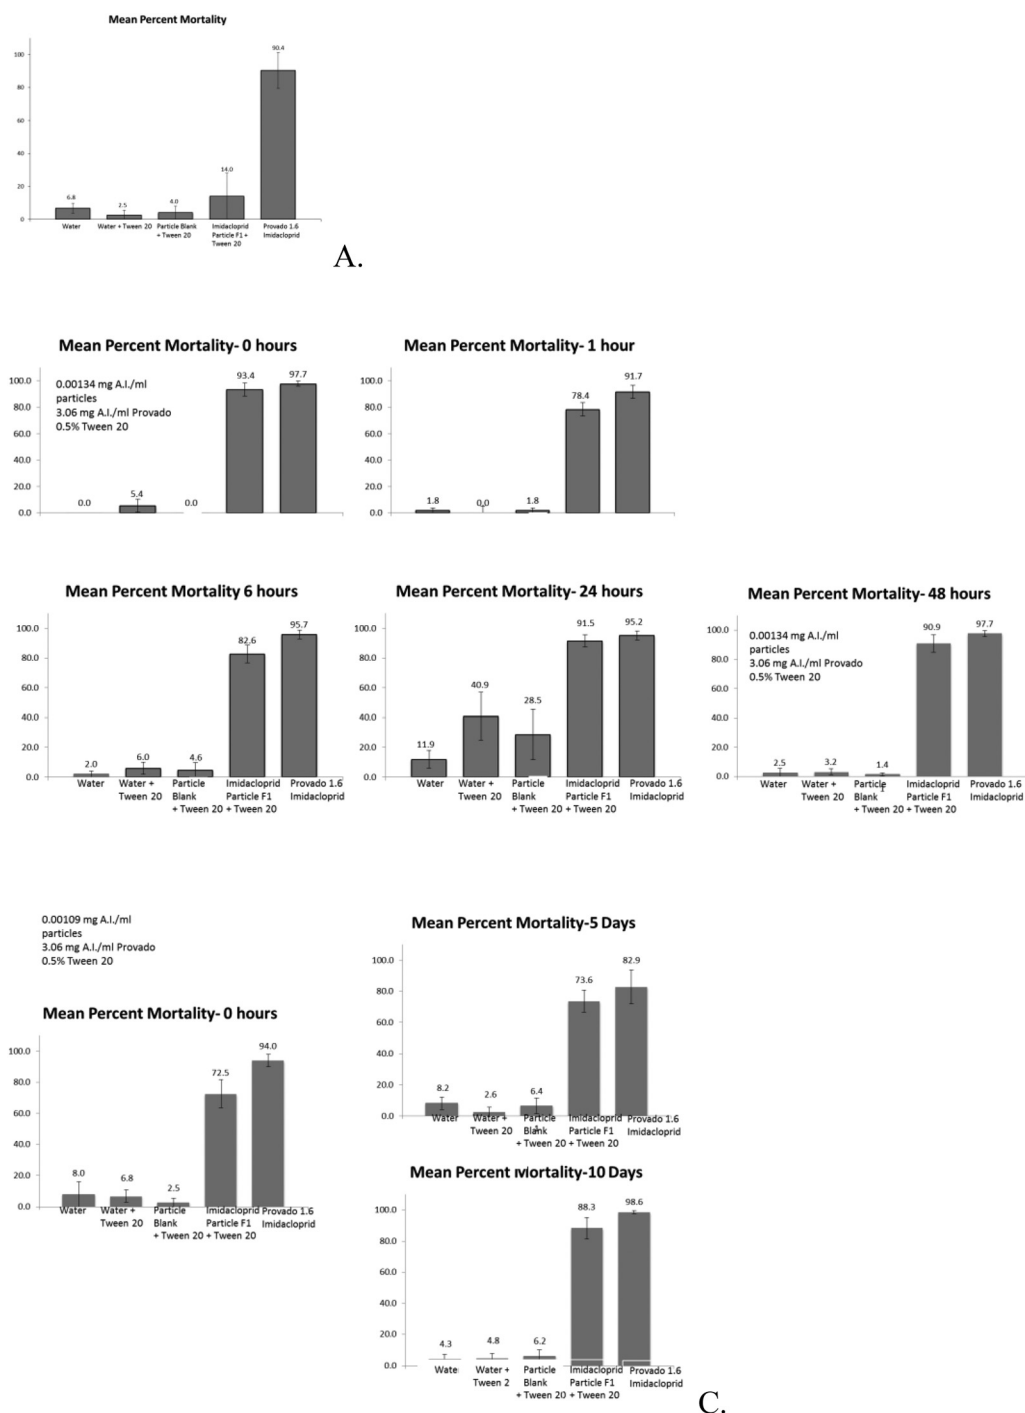 Mean Percent Mortality
100
80
60
40
20
0
6.8
2.5
4.0
14.0
90.4
Water
Water + Tween 20
Particle Blank
+ Tween 20
Imidacloprid
Particle F1 +
Tween 20
Provado 1.6
Imidacloprid
A.
Mean Percent Mortality- 0 hours
100.0
80.0
60.0
40.0
20.0
0.0
0.00134 mg A.I./ml
particles
3.06 mg A.I./ml Provado
0.5% Tween 20
0.0
5.4
0.0
93.4
97.7
Mean Percent Mortality- 1 hour
100.0
80.0
60.0
40.0
20.0
0.0
1.8
0.0
1.8
78.4
91.7
Mean Percent Mortality 6 hours
100.0
80.0
60.0
40.0
20.0
0.0
2.0
6.0
4.6
82.6
95.7
Water
Water +
Tween 20
Particle
Blank
+ Tween 20
Imidacloprid
Particle F1
+ Tween 20
Provado 1.6
Imidacloprid
Mean Percent Mortality- 24 hours
100.0
80.0
60.0
40.0
20.0
0.0
11.9
40.9
28.5
91.5
95.2
Water
Water +
Tween 20
Particle
Blank
+ Tween 20
Imidacloprid
Particle F1
+ Tween 20
Provado 1.6
Imidacloprid
Mean Percent Mortality- 48 hours
100.0
80.0
60.0
40.0
20.0
0.0
0.00134 mg A.I./ml
particles
3.06 mg A.I./ml Provado
0.5% Tween 20
2.5
3.2
1.4
90.9
97.7
Water
Water +
Tween 20
Particle
Blank
+ Tween 20
Imidacloprid
Particle F1
+ Tween 20
Provado 1.6
Imidacloprid
0.00109 mg A.I./ml
particles
3.06 mg A.I./ml Provado
0.5% Tween 20
Mean Percent Mortality- 0 hours
100.0
80.0
60.0
40.0
20.0
0.0
8.0
6.8
2.5
72.5
94.0
Water
Water +
Tween 20
Particle
Blank
+ Tween 20
Imidacloprid
Particle F1
+ Tween 20
Provado 1.6
Imidacloprid
Mean Percent Mortality-5 Days
100.0
80.0
60.0
40.0
20.0
0.0
8.2
2.6
6.4
73.6
82.9
Water
Water +
Tween 20
Particle
Blank
+ Tween 20
Imidacloprid
Particle F1
+ Tween 20
Provado 1.6
Imidacloprid
Mean Percent Mortality-10 Days
100.0
80.0
60.0
40.0
20.0
0.0
4.3
4.8
6.2
88.3
98.6
Water
Water +
Tween 2
Particle
Blank
+ Tween 20
Imidacloprid
Particle F1
+ Tween 20
Provado 1.6
Imidacloprid
C.